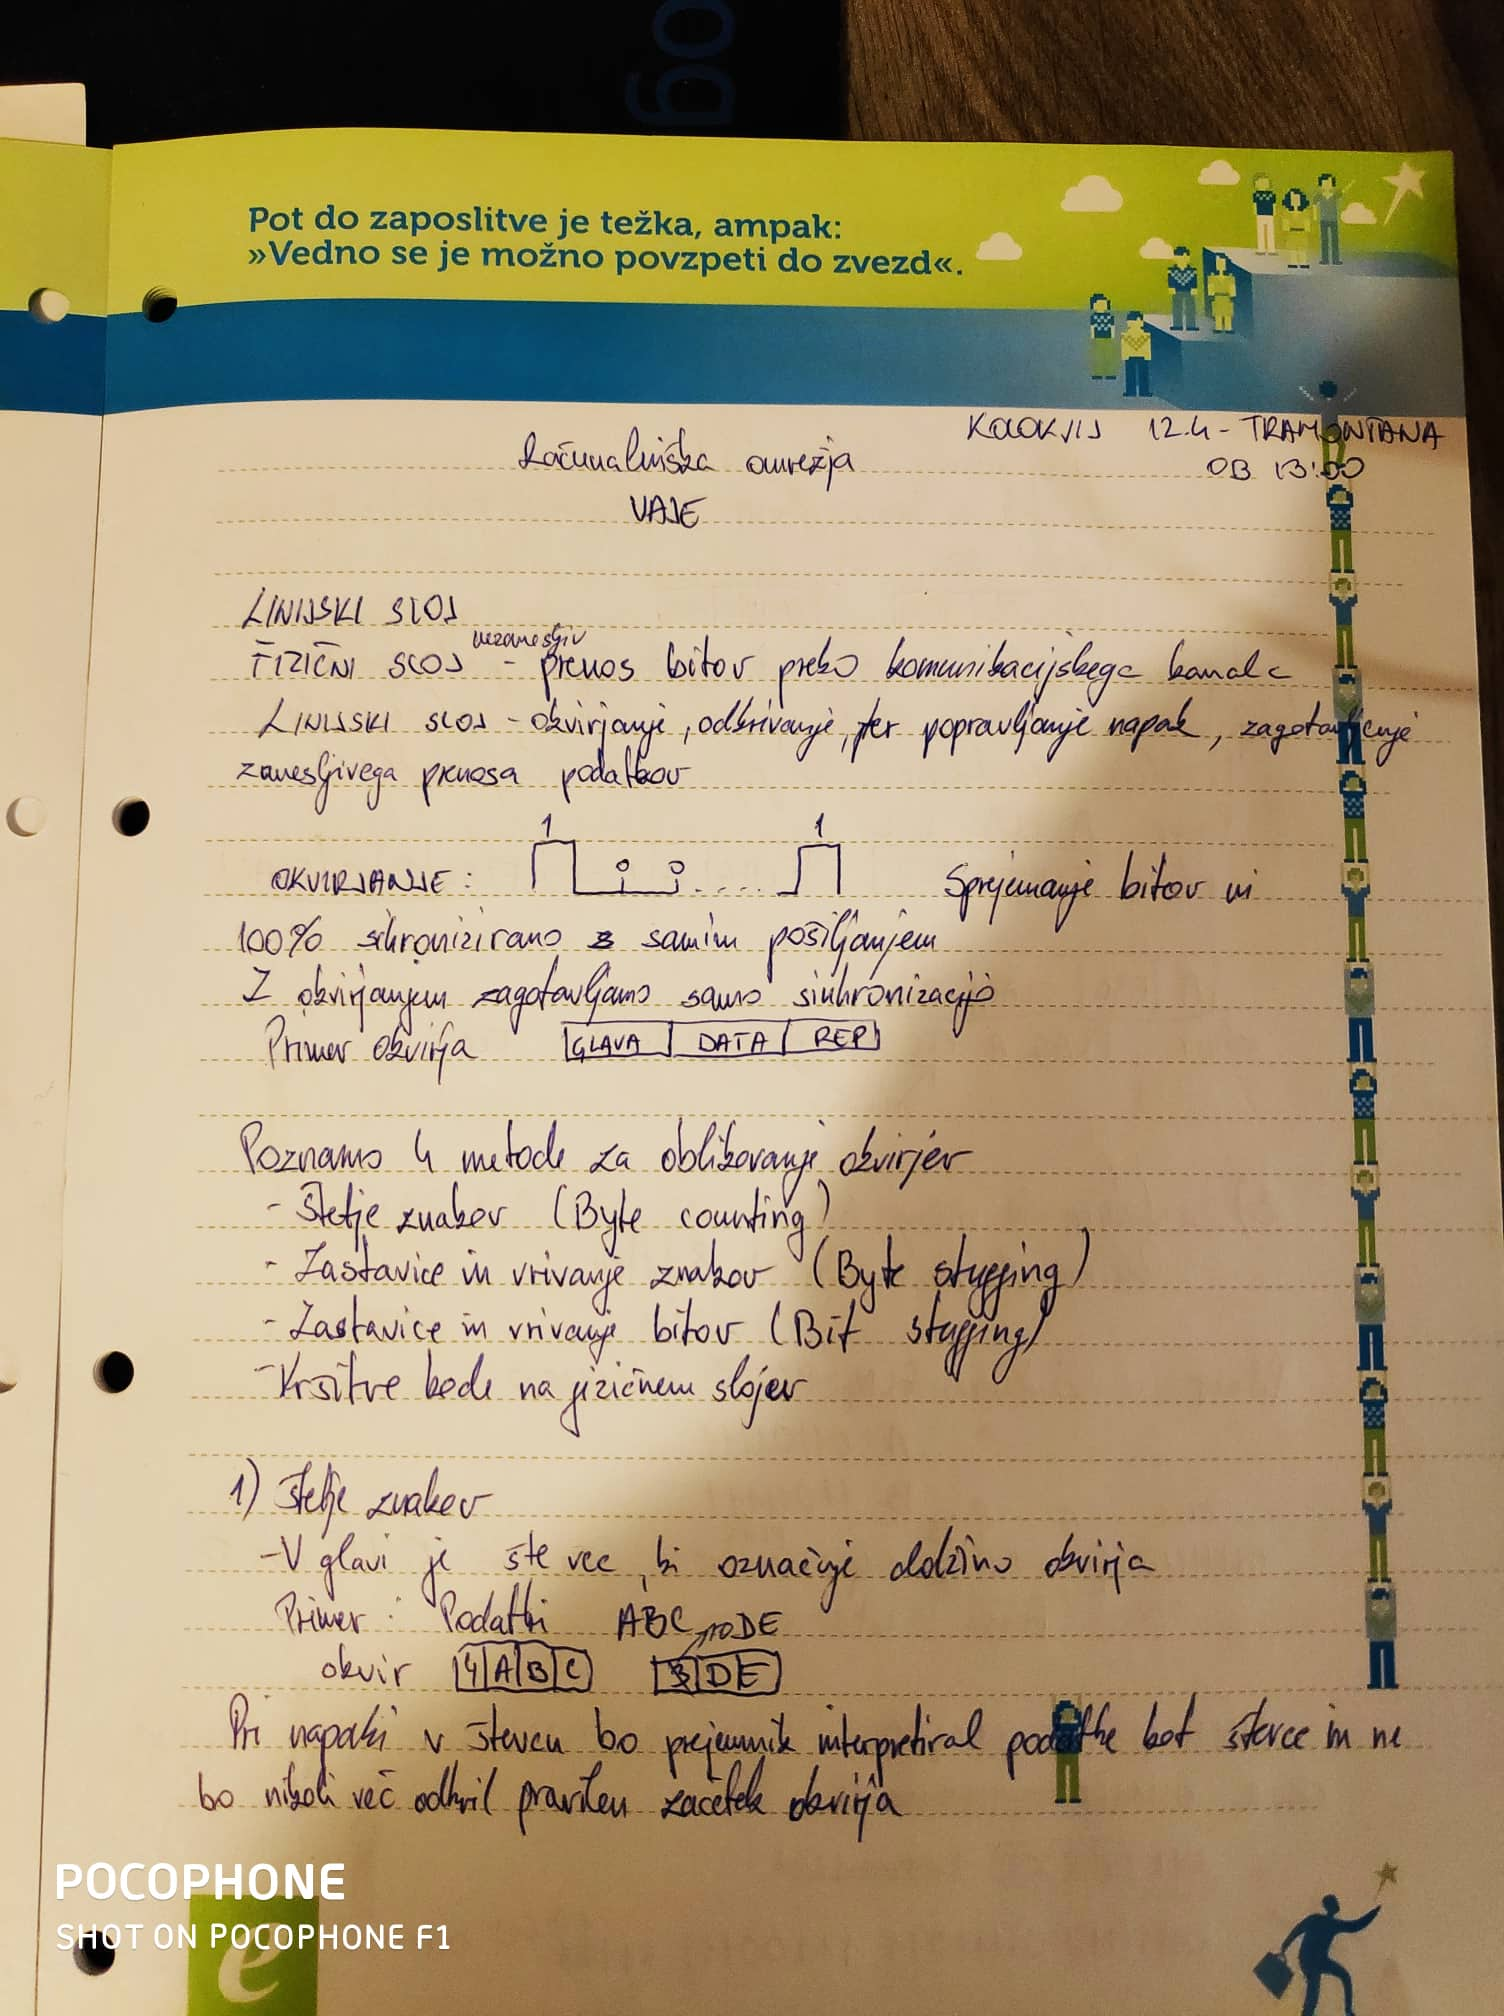 og
Pot do zaposlitve je težka, ampak:
»Vedno se je možno povzpeti do zvezd«.
KOLOKVIJ 12.4 - TRAMONTANA
OB 13:00
Računalniška omrežja
VAJE
LINIJSKI SLOJ
nezanesljiv
FIZIČNI SLOJ - prenos bitov preko komunikacijskega kanala
LINIJSKI SLOJ - okvirjanje, odkrivanje, ter popravljanje napak, zagotavljanje
zanesljivega prenosa podatkov
1 1
OKVIRJANJE: 0 0 .... Sprejemanje bitov ni
100% sihronizirano s samim pošiljanjem
Z okvirjanjem zagotavljamo samo sinhronizacijo
Primer okvirja GLAVA DATA REP
Poznamo 4 metode za oblikovanje okvirjev
- Štetje znakov (Byte counting)
- Zastavice in vrivanje znakov (Byte stuffing)
- Zastavice in vrivanje bitov (Bit stuffing)
- Kršitve kode na fizičnem slojev
1) Štetje znakov
- V glavi je števec, ki označuje dolžino okvirja
Primer: Podatki ABC DE
okvir 4 A B C 3 D E
Pri napaki v števcu bo prejemnik interpretiral podatke kot števce in ne
bo nikoli več odkril pravilen začetek okvirja
POCOPHONE
SHOT ON POCOPHONE F1
e